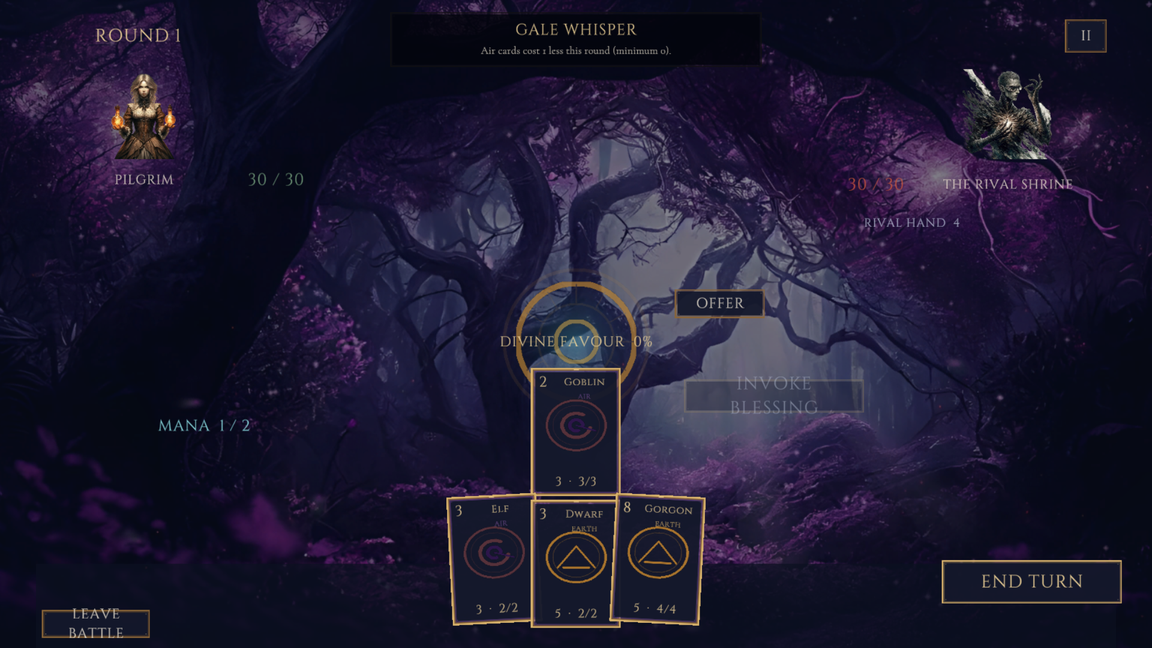 ROUND 1
GALE WHISPER
Air cards cost 1 less this round (minimum 0).
II
PILGRIM
30 / 30
30 / 30
THE RIVAL SHRINE
RIVAL HAND 4
OFFER
DIVINE FAVOUR 0%
INVOKE
BLESSING
MANA 1 / 2
2 GOBLIN
AIR
3 · 3/3
3 ELF
AIR
3 · 2/2
3 DWARF
EARTH
5 · 2/2
8 GORGON
EARTH
5 · 4/4
END TURN
LEAVE
BATTLE